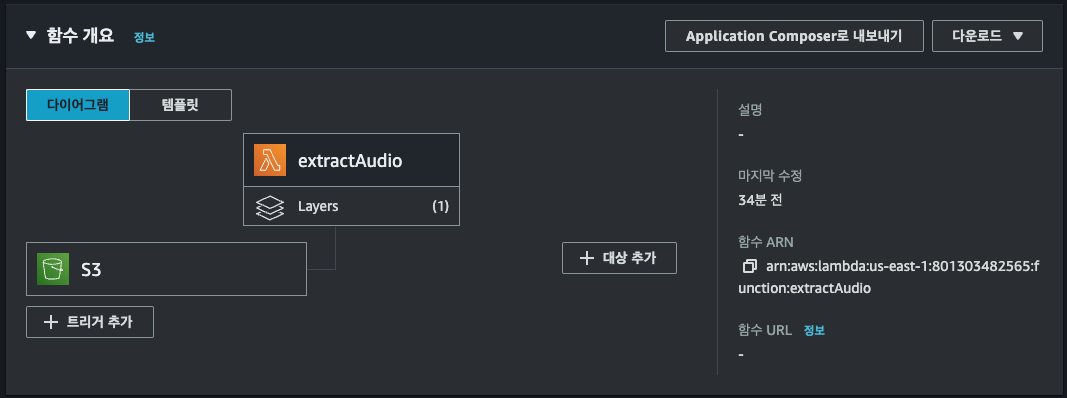 함수 개요 정보
Application Composer로 내보내기
다운로드
다이어그램
템플릿
extractAudio
Layers (1)
S3
대상 추가
트리거 추가
설명
-
마지막 수정
34분 전
함수 ARN
arn:aws:lambda:us-east-1:801303482565:f
unction:extractAudio
함수 URL 정보
-